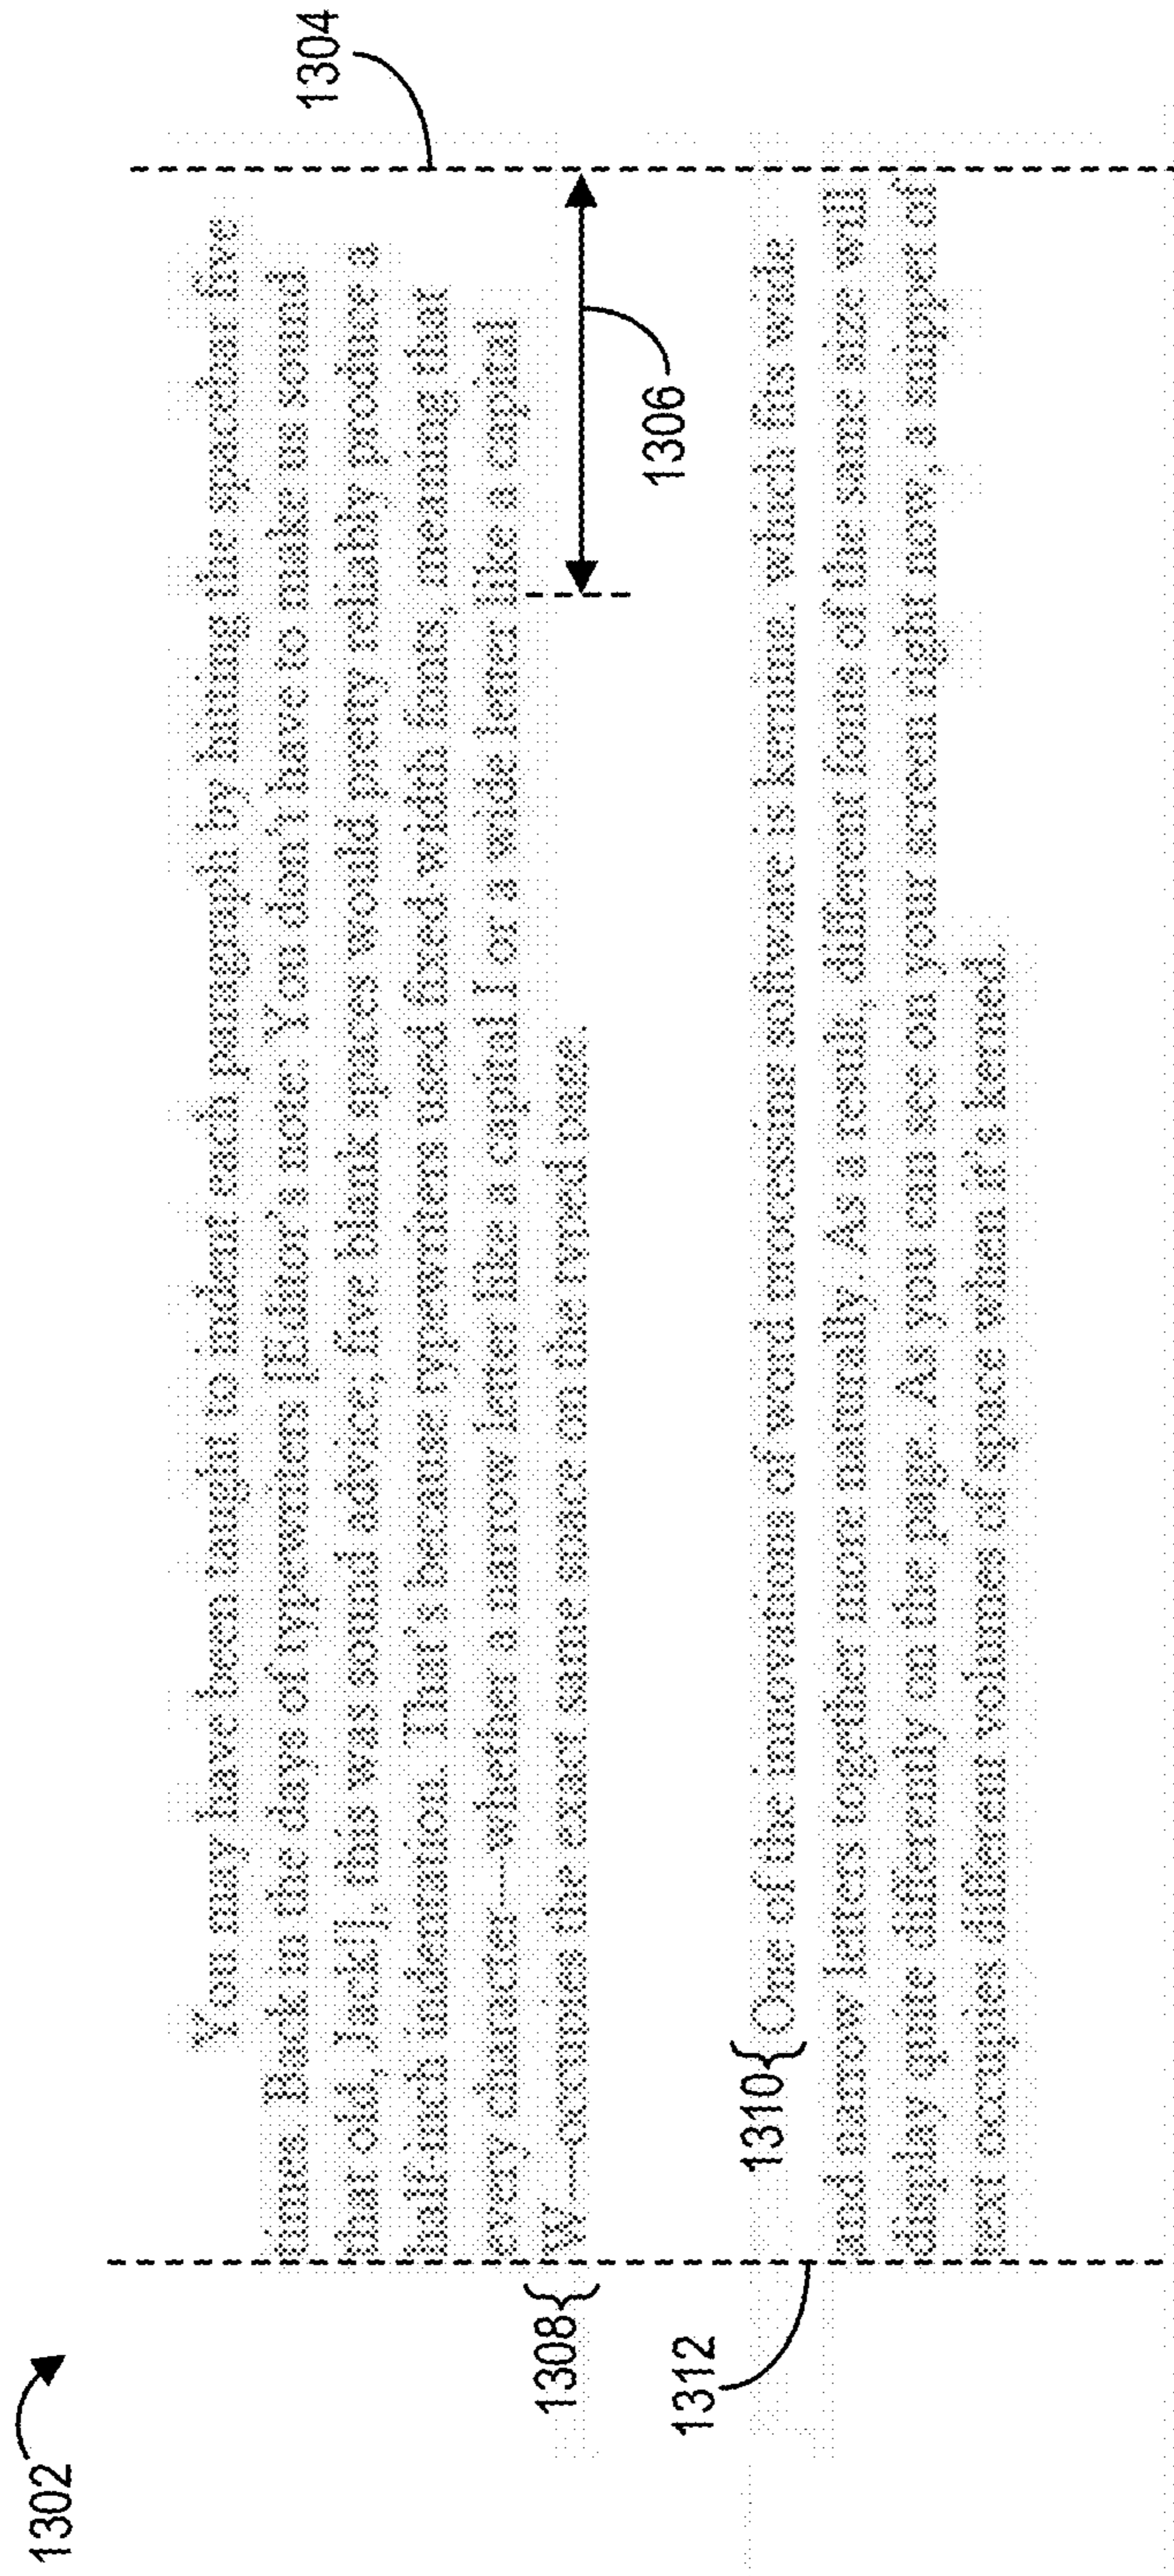 1302
1304
You may have been taught to indent each paragraph by hitting the spacebar five
times. Back in the days of typewriters [Editor's note: You don't have to make us sound
that old, Jack!], this was sound advice; five blank spaces would pretty reliably produce a
half-inch indentation. That's because typewriters used fixed-width fonts, meaning that
every character—whether a narrow letter like a capital I or a wide letter like a capital
1308
W—occupies the exact same space on the typed page.
1306
1312
1310
One of the innovations of word processing software is kerning, which fits wide
and narrow letters together more naturally. As a result, different fonts of the same size will
display quite differently on the page. As you can see on your screen right now, a snippet of
text occupies different volumes of space when it's kerned.